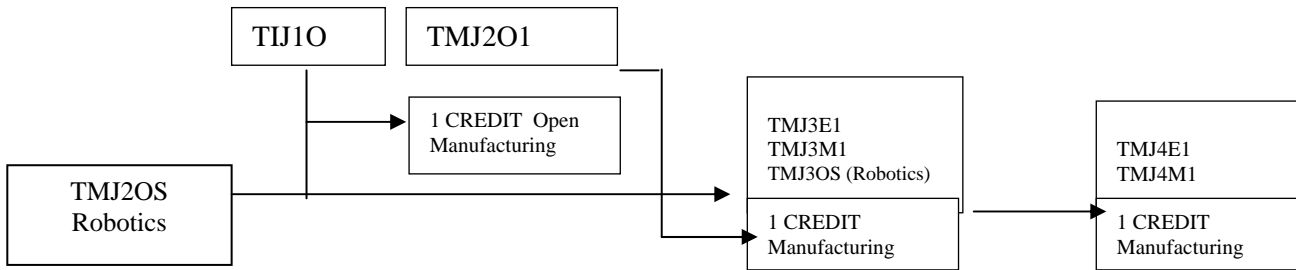 TIJ1O
TMJ2O1
1 CREDIT Open
Manufacturing
TMJ2OS
Robotics
TMJ3E1
TMJ3M1
TMJ3OS (Robotics)
1 CREDIT
Manufacturing
TMJ4E1
TMJ4M1
1 CREDIT
Manufacturing